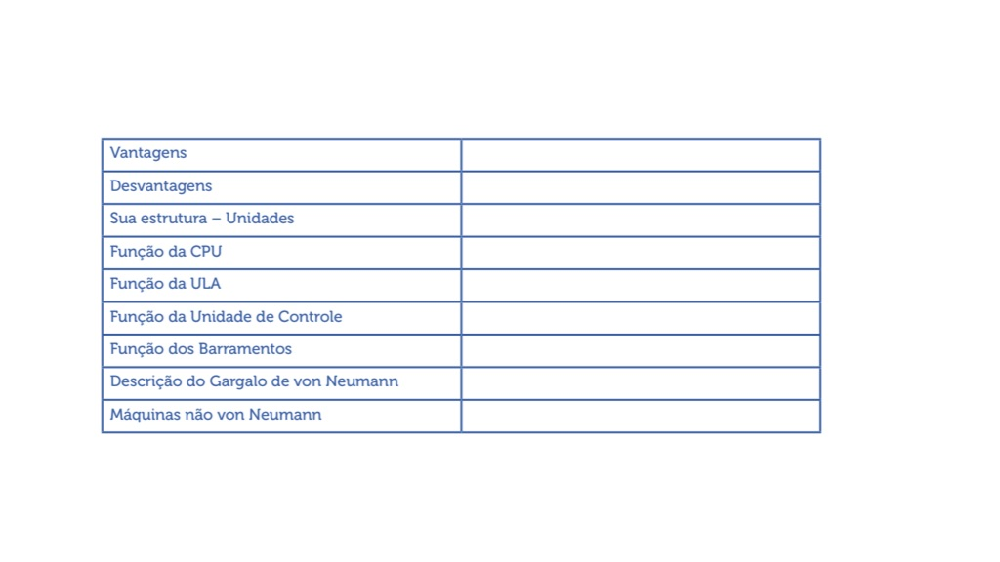 Vantagens
Desvantagens
Sua estrutura – Unidades
Função da CPU
Função da ULA
Função da Unidade de Controle
Função dos Barramentos
Descrição do Gargalo de von Neumann
Máquinas não von Neumann